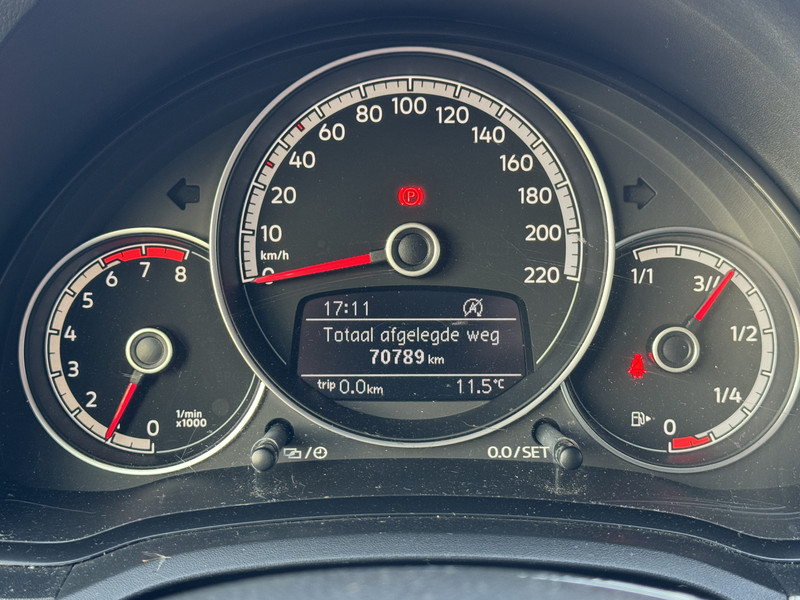 0 10 20 40 60 80 100 120 140 160 180 200 220
km/h
P
0 2 3 4 5 6 7 8
1/min
x1000
17:11 A
Totaal afgelegde weg
70789 km
trip 0.0 km 11.5°C
1/1 1/2 1/4 0
0.0/SET